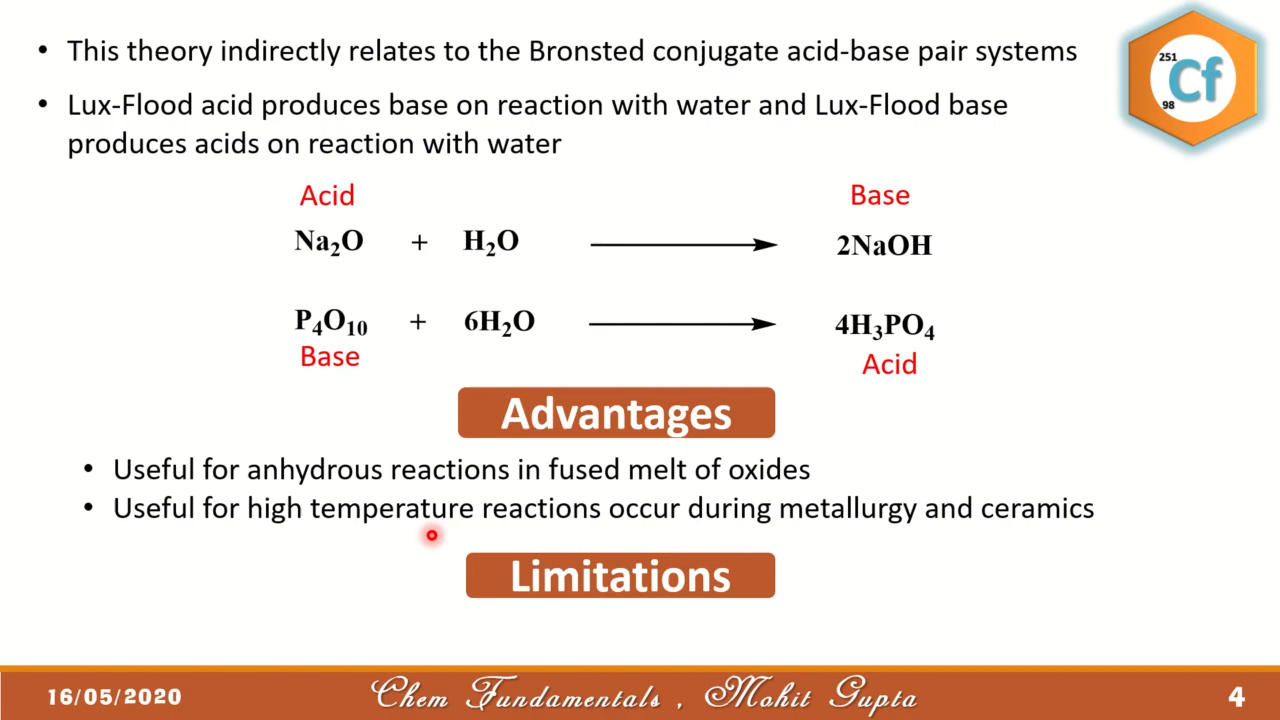 • This theory indirectly relates to the Bronsted conjugate acid-base pair systems
251
Cf
98
• Lux-Flood acid produces base on reaction with water and Lux-Flood base
produces acids on reaction with water
Acid Base
Na₂O + H₂O ⟶ 2NaOH
P₄O₁₀ + 6H₂O ⟶ 4H₃PO₄
Base Acid
Advantages
• Useful for anhydrous reactions in fused melt of oxides
• Useful for high temperature reactions occur during metallurgy and ceramics
Limitations
16/05/2020 Chem Fundamentals , Mohit Gupta 4